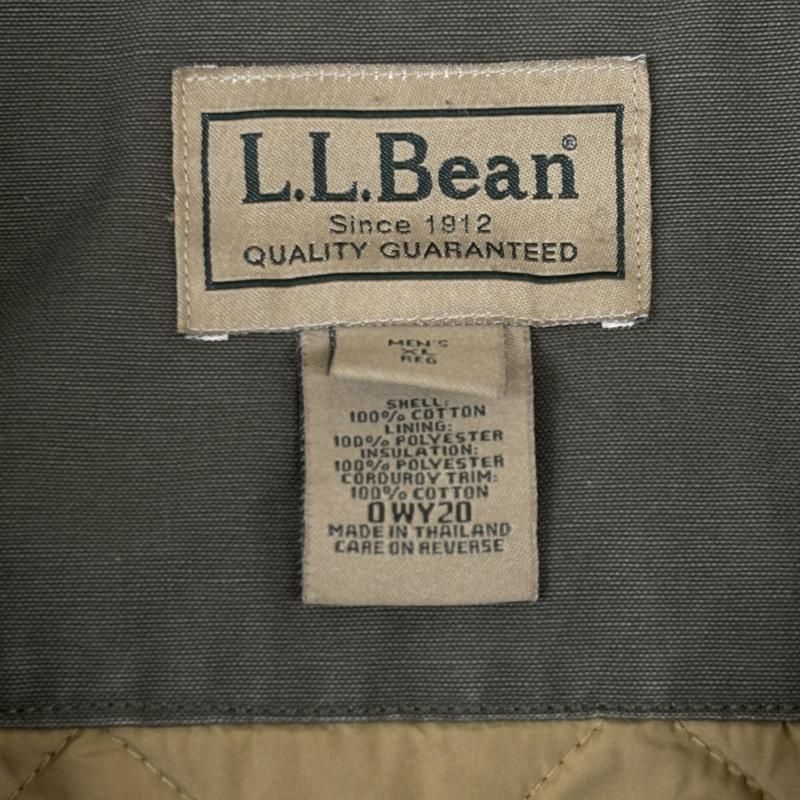 L.L.Bean®
Since 1912
QUALITY GUARANTEED
MEN'S
XL
REG
SHELL:
100% COTTON
LINING:
100% POLYESTER
INSULATION:
100% POLYESTER
CORDUROY TRIM:
100% COTTON
0WY20
MADE IN THAILAND
CARE ON REVERSE